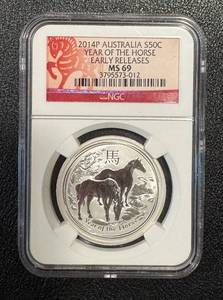 2014P AUSTRALIA S50C
YEAR OF THE HORSE
EARLY RELEASES
MS 69
3795573-012
NGC
馬
Year of the Horse